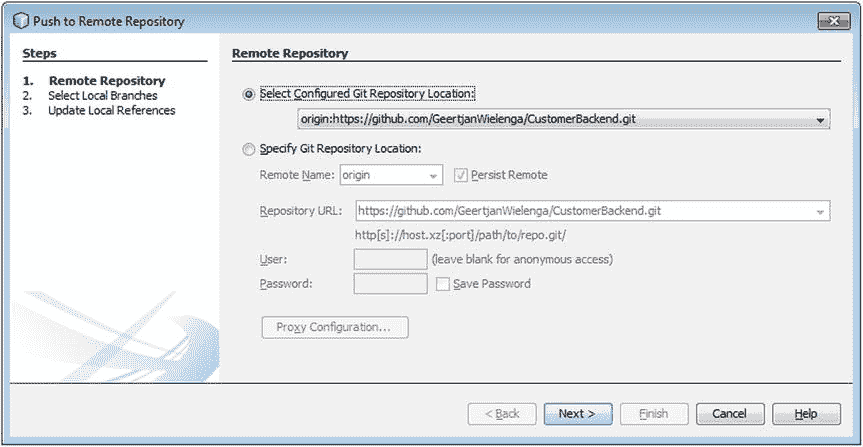 Push to Remote Repository
Steps
1. Remote Repository
2. Select Local Branches
3. Update Local References
Remote Repository
Select Configured Git Repository Location:
origin:https://github.com/GeertjanWielenga/CustomerBackend.git
Specify Git Repository Location:
Remote Name: origin Persist Remote
Repository URL: https://github.com/GeertjanWielenga/CustomerBackend.git
http[s]://host.xz[:port]/path/to/repo.git/
User: (leave blank for anonymous access)
Password: Save Password
Proxy Configuration...
< Back Next > Finish Cancel Help